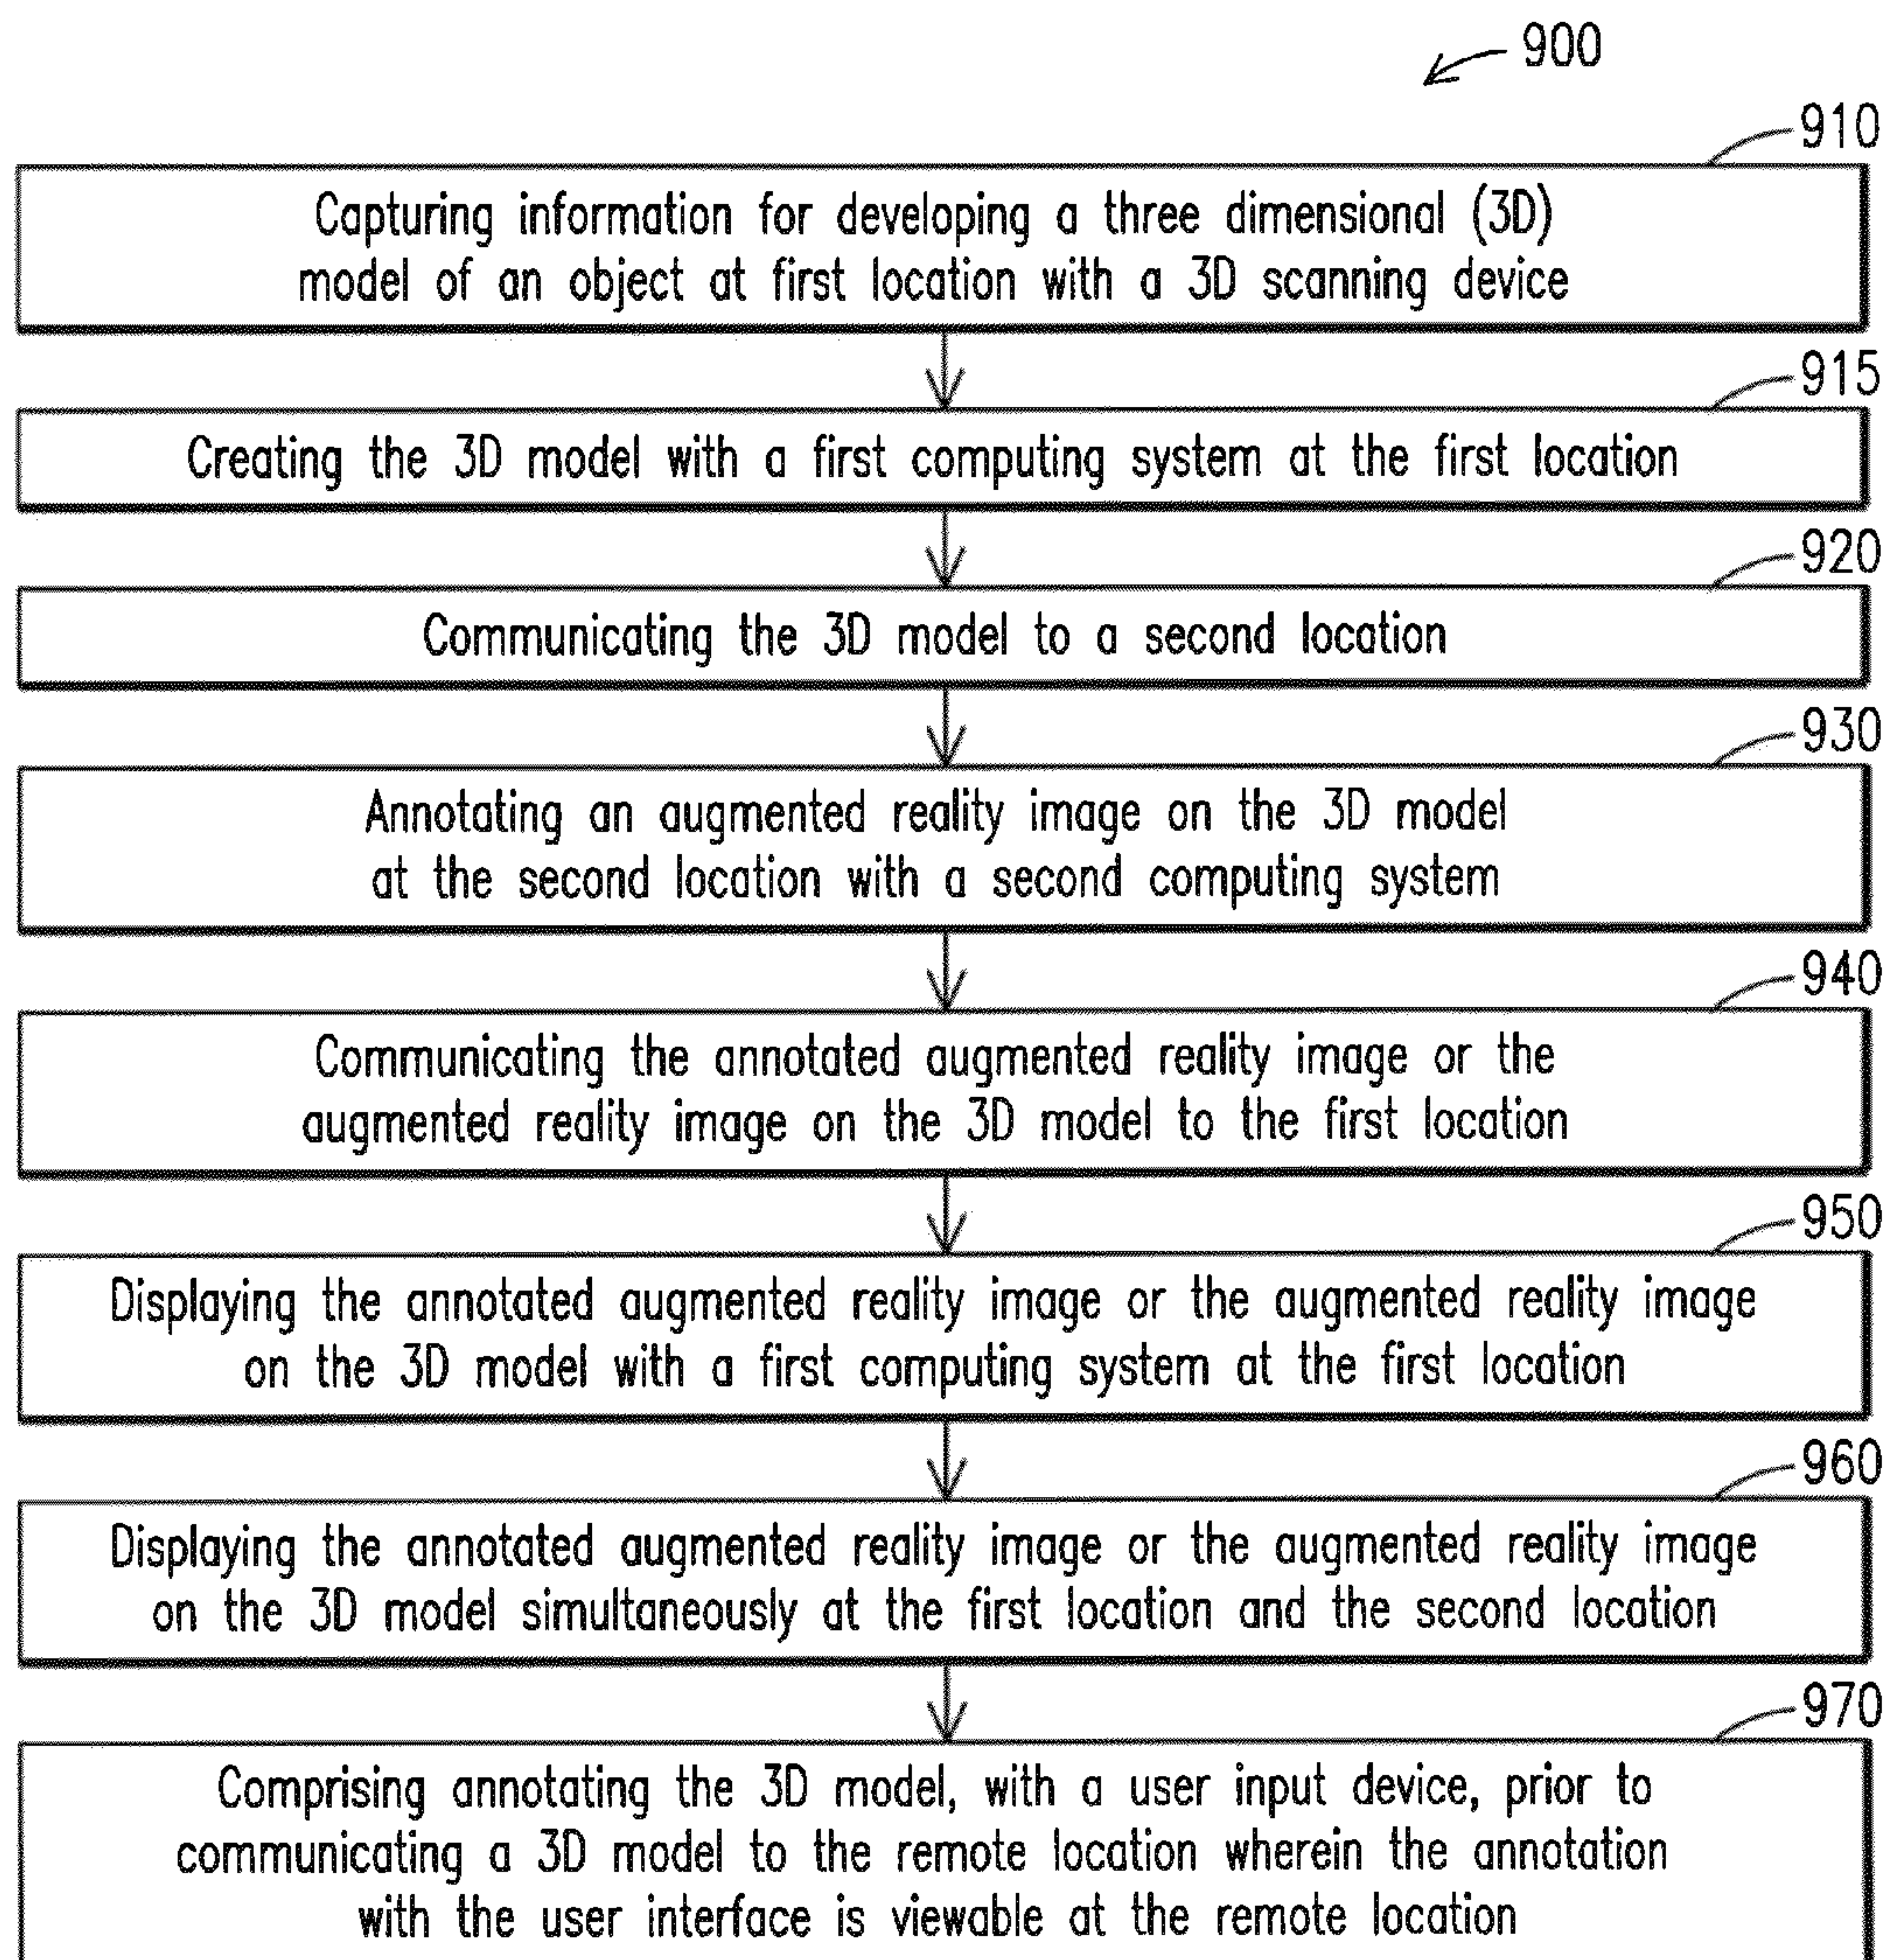 900
910
Capturing information for developing a three dimensional (3D)
model of an object at first location with a 3D scanning device
915
Creating the 3D model with a first computing system at the first location
920
Communicating the 3D model to a second location
930
Annotating an augmented reality image on the 3D model
at the second location with a second computing system
940
Communicating the annotated augmented reality image or the
augmented reality image on the 3D model to the first location
950
Displaying the annotated augmented reality image or the augmented reality image
on the 3D model with a first computing system at the first location
960
Displaying the annotated augmented reality image or the augmented reality image
on the 3D model simultaneously at the first location and the second location
970
Comprising annotating the 3D model, with a user input device, prior to
communicating a 3D model to the remote location wherein the annotation
with the user interface is viewable at the remote location